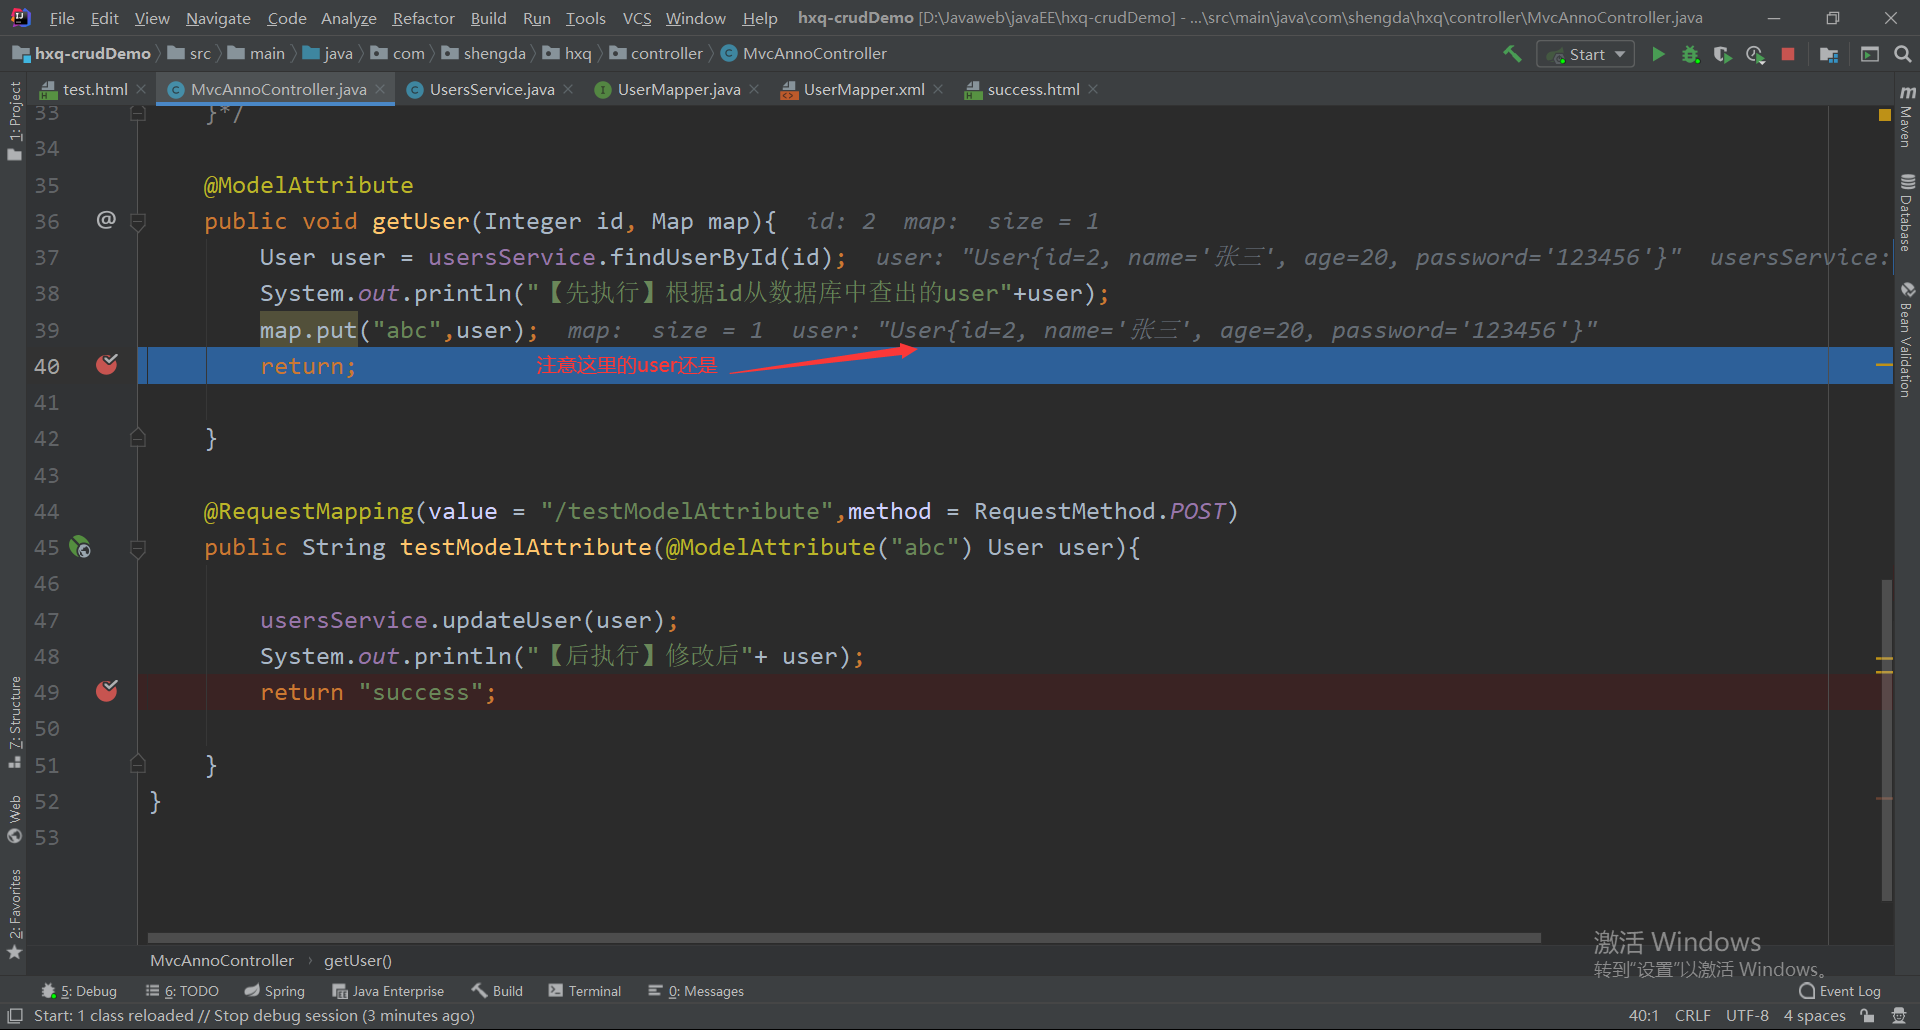 File Edit View Navigate Code Analyze Refactor Build Run Tools VCS Window Help hxq-crudDemo [D:\Javaweb\javaEE\hxq-crudDemo] - ...\src\main\java\com\shengda\hxq\controller\MvcAnnoController.java
hxq-crudDemo src main java com shengda hxq controller MvcAnnoController
Start
test.html MvcAnnoController.java UsersService.java UserMapper.java UserMapper.xml success.html
1: Project
7: Structure
Web
2: Favorites
33 }*/
34
35 @ModelAttribute
36 @ public void getUser(Integer id, Map map){ id: 2 map: size = 1
37 User user = usersService.findUserById(id); user: "User{id=2, name='张三', age=20, password='123456'}" usersService:
38 System.out.println("【先执行】根据id从数据库中查出的user"+user);
39 map.put("abc",user); map: size = 1 user: "User{id=2, name='张三', age=20, password='123456'}"
40 return; 注意这里的user还是
41
42 }
43
44 @RequestMapping(value = "/testModelAttribute",method = RequestMethod.POST)
45 public String testModelAttribute(@ModelAttribute("abc") User user){
46
47 usersService.updateUser(user);
48 System.out.println("【后执行】修改后"+ user);
49 return "success";
50
51 }
52 }
53
m Maven
Database
Bean Validation
激活 Windows
转到“设置”以激活 Windows。
MvcAnnoController › getUser()
5: Debug 6: TODO Spring Java Enterprise Build Terminal 0: Messages Event Log
Start: 1 class reloaded // Stop debug session (3 minutes ago) 40:1 CRLF UTF-8 4 spaces